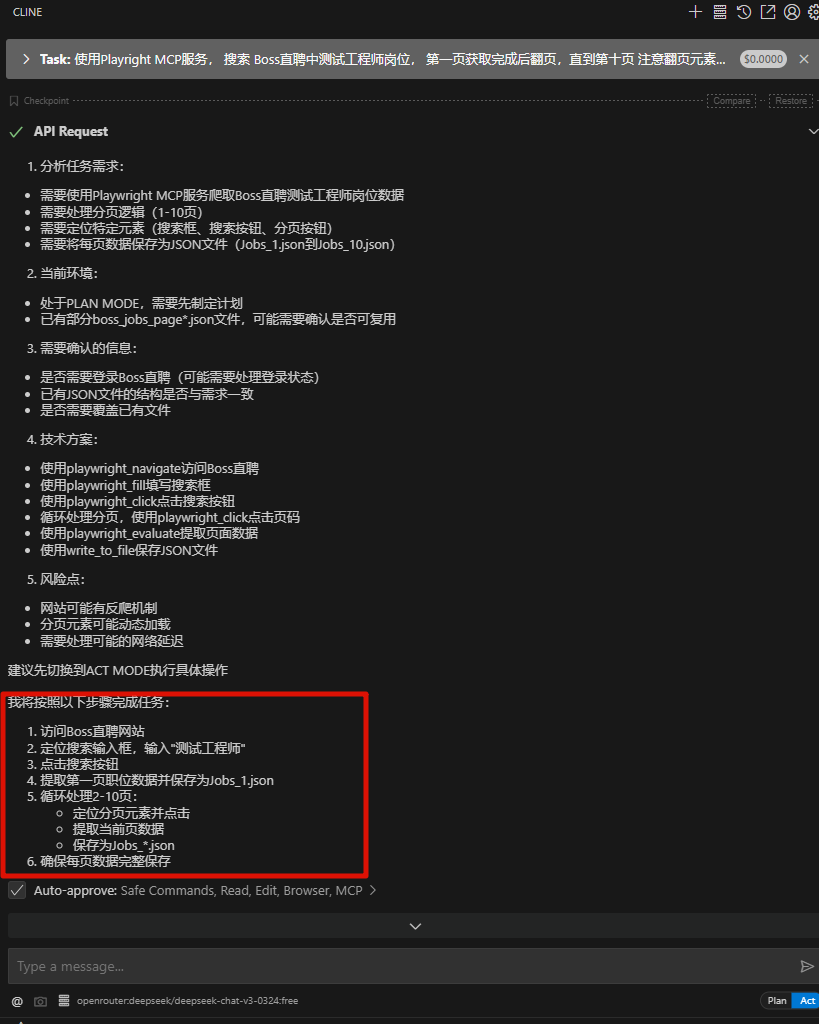 CLINE
Task: 使用Playright MCP服务， 搜索 Boss直聘中测试工程师岗位， 第一页获取完成后翻页，直到第十页 注意翻页元素... $0.0000
Checkpoint Compare Restore
API Request
1. 分析任务需求：
• 需要使用Playwright MCP服务爬取Boss直聘测试工程师岗位数据
• 需要处理分页逻辑（1-10页）
• 需要定位特定元素（搜索框、搜索按钮、分页按钮）
• 需要将每页数据保存为JSON文件（Jobs_1.json到Jobs_10.json）
2. 当前环境：
• 处于PLAN MODE，需要先制定计划
• 已有部分boss_jobs_page*.json文件，可能需要确认是否可复用
3. 需要确认的信息：
• 是否需要登录Boss直聘（可能需要处理登录状态）
• 已有JSON文件的结构是否与需求一致
• 是否需要覆盖已有文件
4. 技术方案：
• 使用playwright_navigate访问Boss直聘
• 使用playwright_fill填写搜索框
• 使用playwright_click点击搜索按钮
• 循环处理分页，使用playwright_click点击页码
• 使用playwright_evaluate提取页面数据
• 使用write_to_file保存JSON文件
5. 风险点：
• 网站可能有反爬机制
• 分页元素可能动态加载
• 需要处理可能的网络延迟
建议先切换到ACT MODE执行具体操作
我将按照以下步骤完成任务：
1. 访问Boss直聘网站
2. 定位搜索输入框，输入"测试工程师"
3. 点击搜索按钮
4. 提取第一页职位数据并保存为Jobs_1.json
5. 循环处理2-10页：
○ 定位分页元素并点击
○ 提取当前页数据
○ 保存为Jobs_*.json
6. 确保每页数据完整保存
Auto-approve: Safe Commands, Read, Edit, Browser, MCP
Type a message...
@ openrouter:deepseek/deepseek-chat-v3-0324:free Plan Act